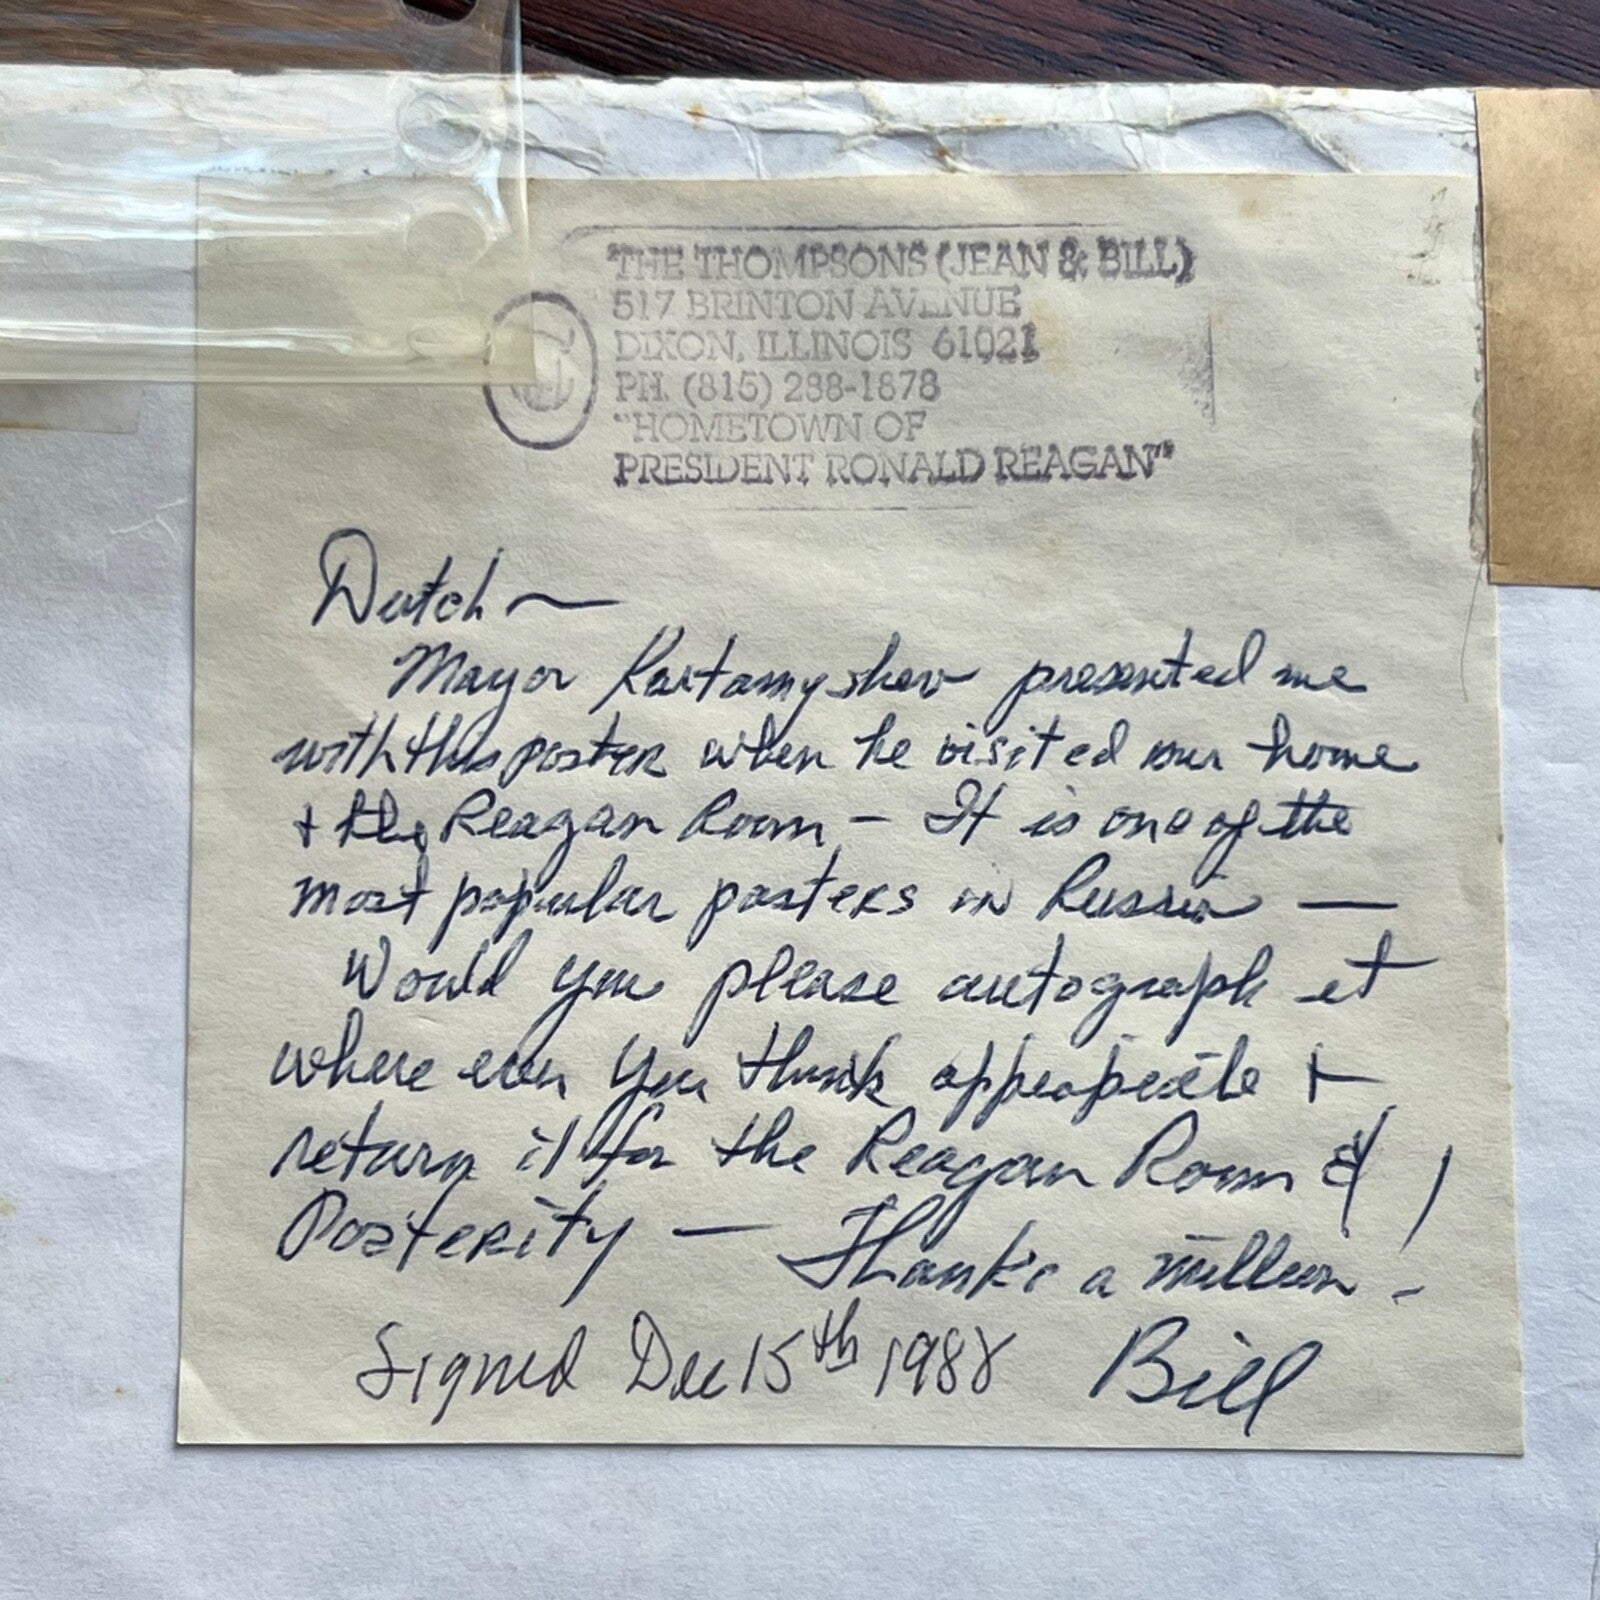 "THE THOMPSONS (JEAN & BILL)
517 BRINTON AVENUE
DIXON, ILLINOIS 61021
PH. (815) 288-1878
"HOMETOWN OF
PRESIDENT RONALD REAGAN"
Dutch ~
Mayor Kartamyshev presented me
with this poster when he visited our home
+ the Reagan Room - It is one of the
most popular posters in Russia —
Would you please autograph it
where ever you think appropriate +
return it for the Reagan Room &
Posterity — Thank's a million -
Signed Dec 15th 1988 Bill